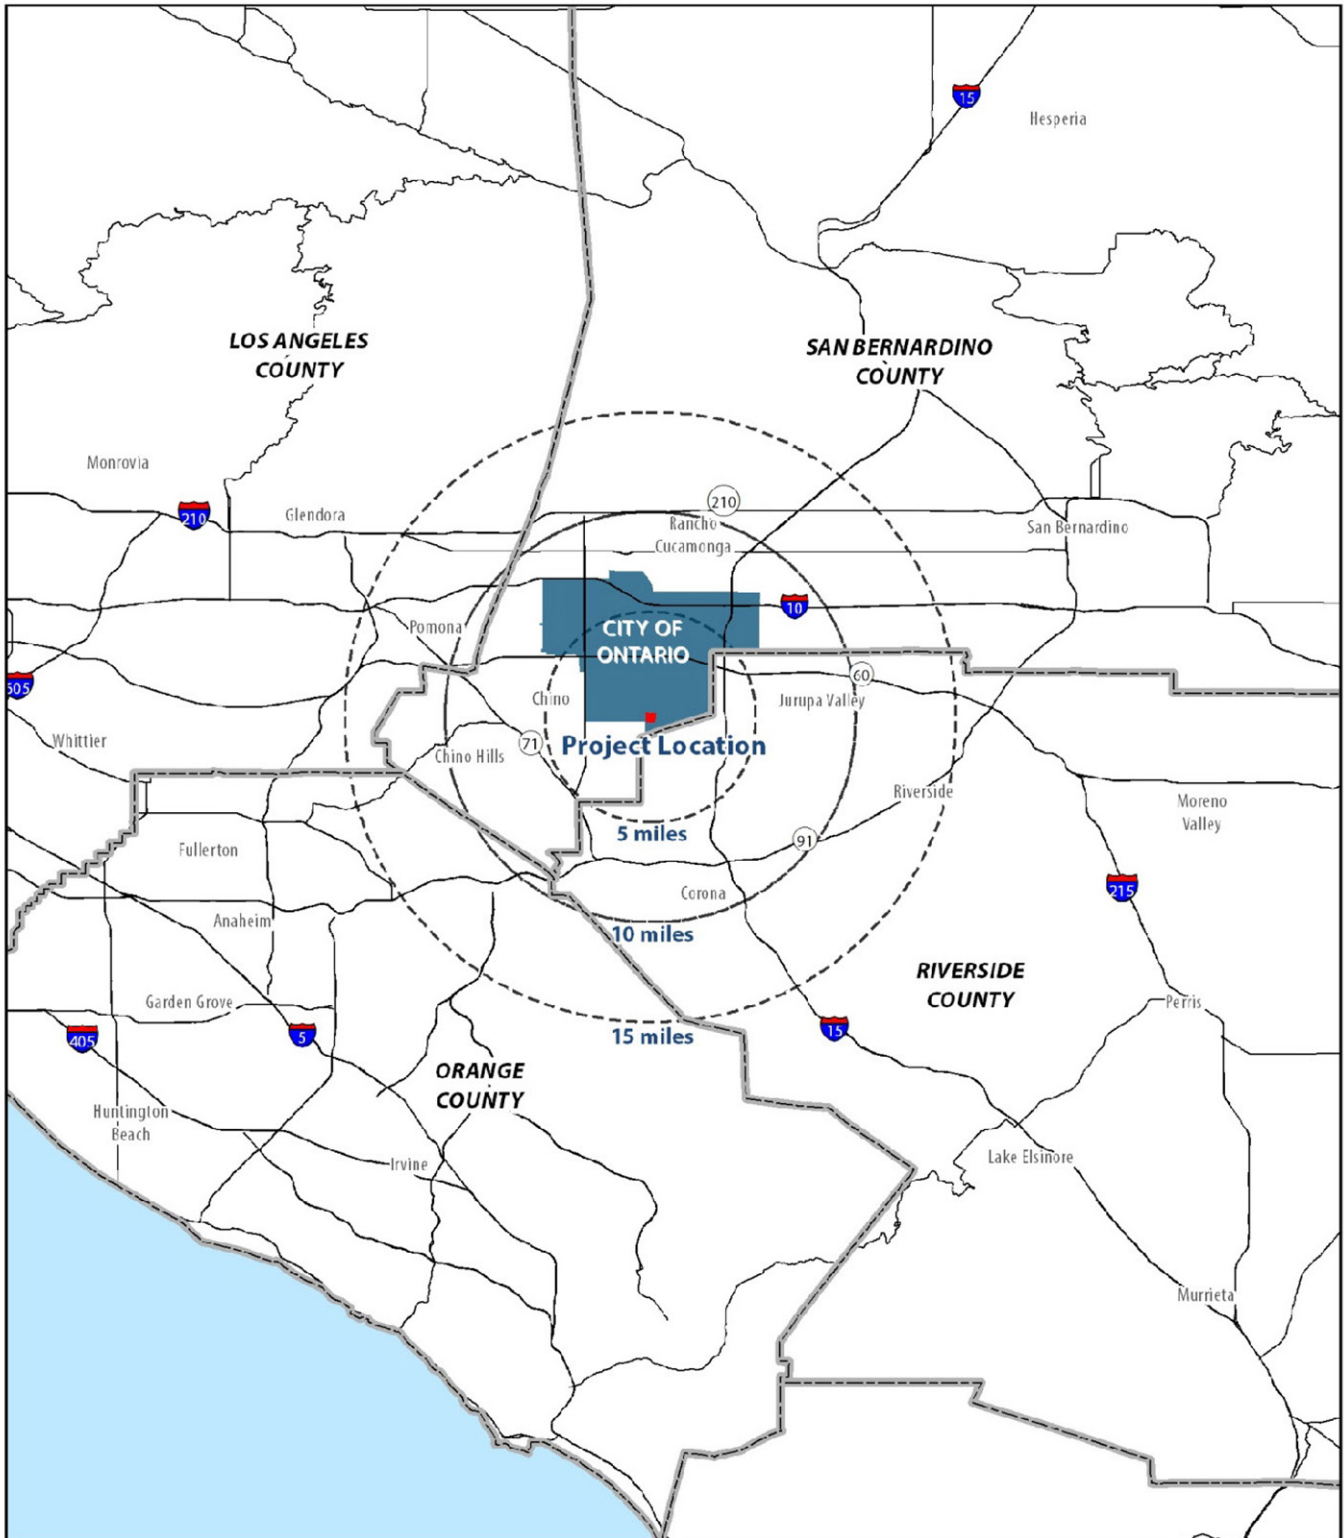 15
Hesperia
LOS ANGELES
COUNTY
SAN BERNARDINO
COUNTY
Monrovia
210
Glendora
210
Rancho
Cucamonga
San Bernardino
10
CITY OF
ONTARIO
Pomona
605
60
Chino
Jurupa Valley
Whittier
71
Chino Hills
Project Location
Riverside
Moreno
Valley
5 miles
91
Fullerton
215
Corona
Anaheim
10 miles
RIVERSIDE
COUNTY
Garden Grove
Perris
405
5
15
15 miles
ORANGE
COUNTY
Huntington
Beach
Irvine
Lake Elsinore
Murrieta